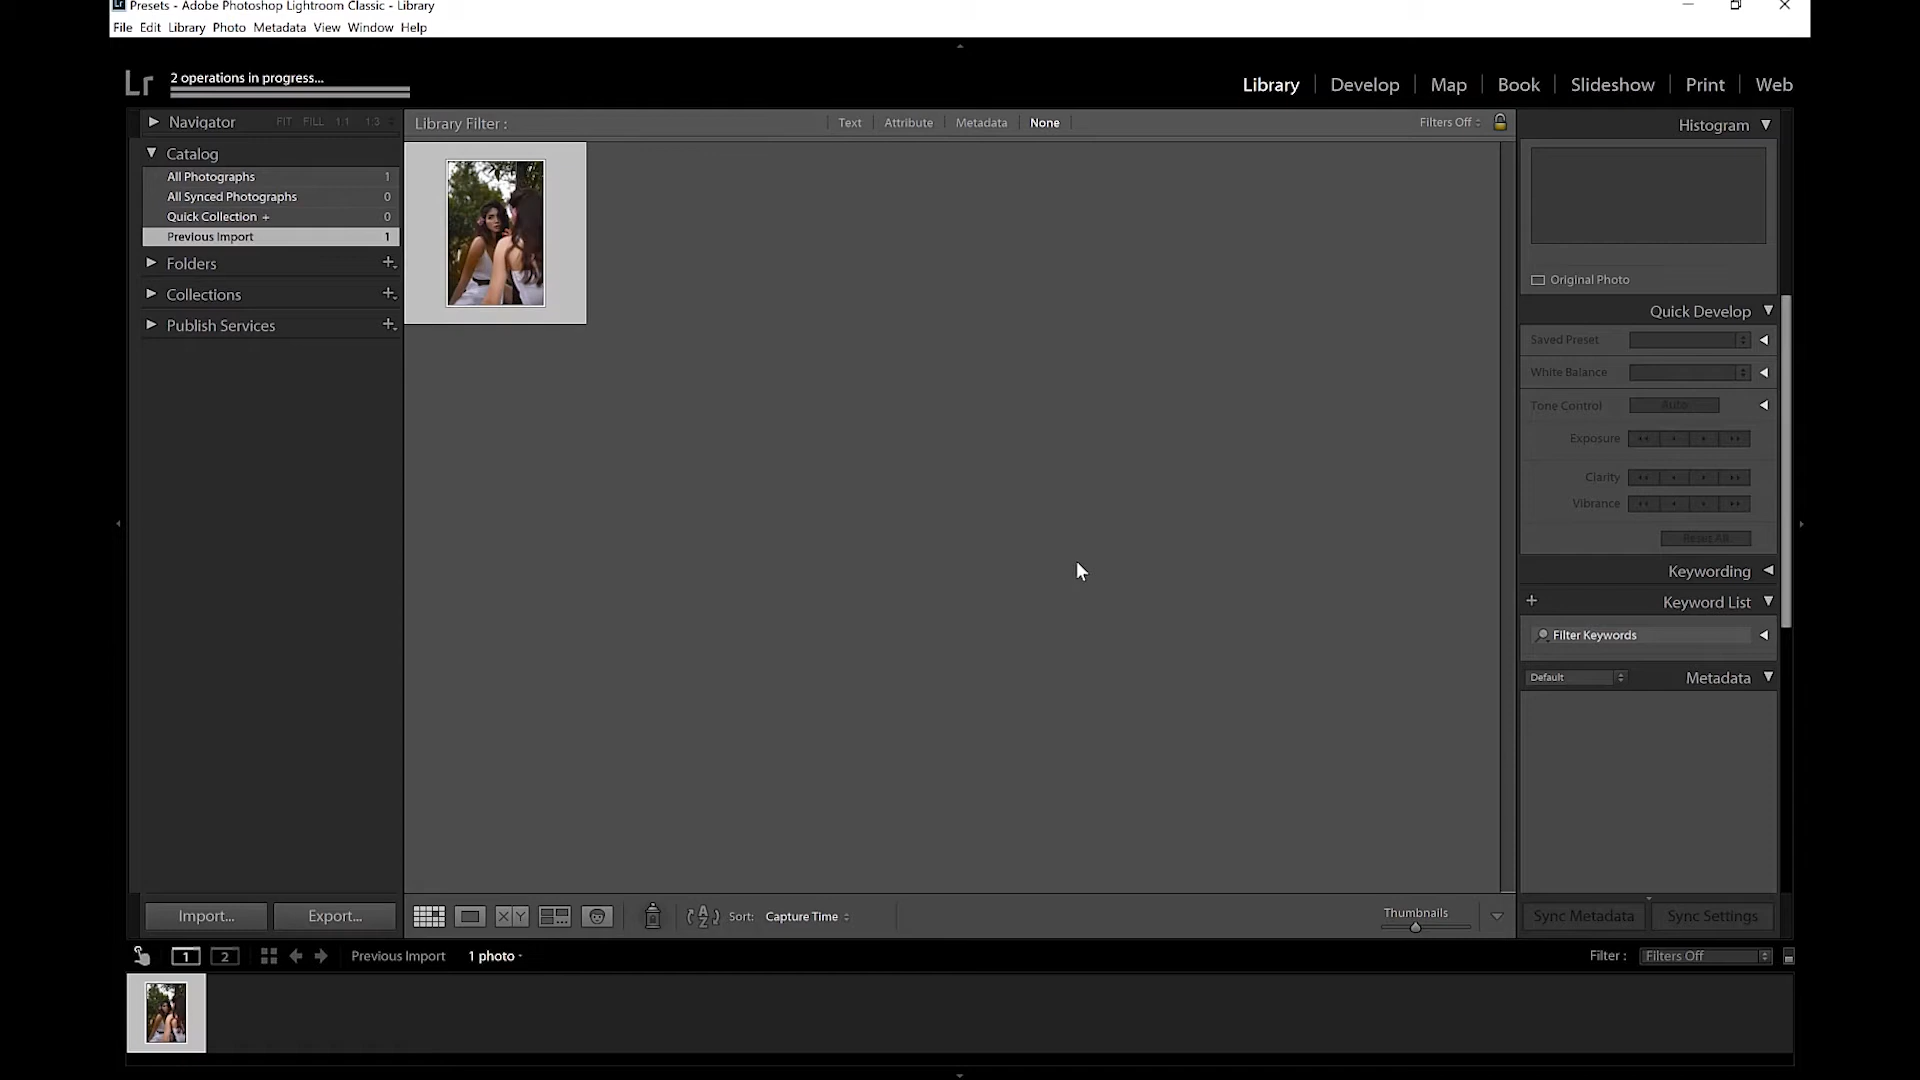 Lr Presets - Adobe Photoshop Lightroom Classic - Library
File Edit Library Photo Metadata View Window Help
Lr 2 operations in progress...
Library Develop Map Book Slideshow Print Web
Navigator FIT FILL 1:1 1:3
Library Filter : Text Attribute Metadata None Filters Off
Histogram
Catalog
All Photographs 1
All Synced Photographs 0
Quick Collection + 0
Previous Import 1
Folders +
Collections +
Publish Services +
Original Photo
Quick Develop
Saved Preset
White Balance
Tone Control Auto
Exposure
Clarity
Vibrance
Reset All
Keywording
+ Keyword List
Filter Keywords
Default Metadata
Import... Export...
X Y
A Z Sort: Capture Time
Thumbnails
Sync Metadata Sync Settings
1 2 Previous Import 1 photo
Filter : Filters Off